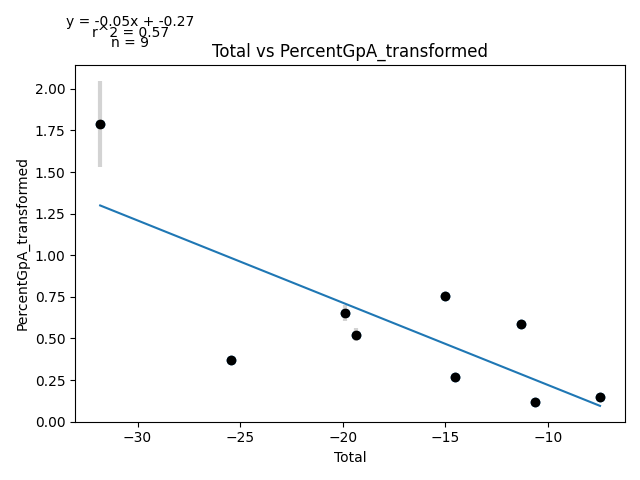 y = -0.05x + -0.27
r^2 = 0.57
n = 9
Total vs PercentGpA_transformed
PercentGpA_transformed
2.00
1.75
1.50
1.25
1.00
0.75
0.50
0.25
0.00
−30
−25
−20
−15
−10
Total